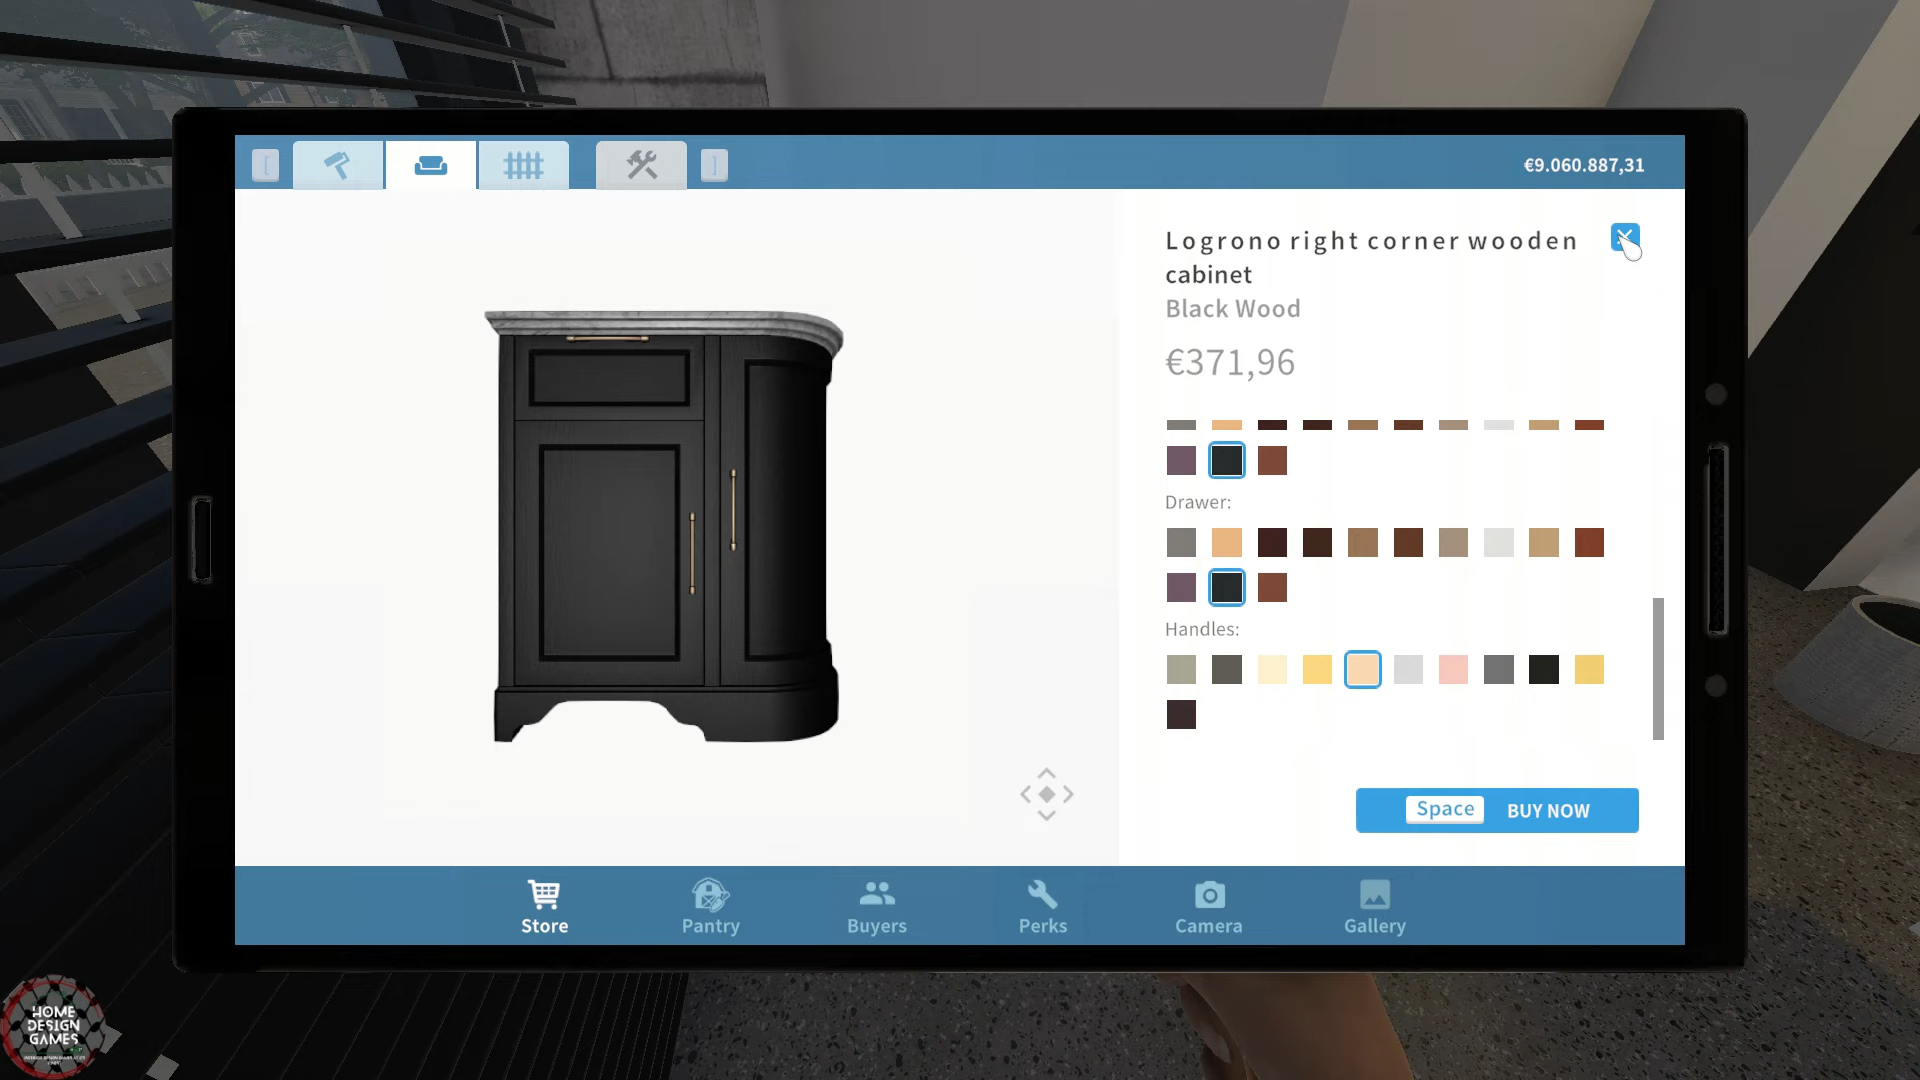 [
]
€9.060.887,31
Logrono right corner wooden
cabinet
Black Wood
€371,96
Drawer:
Handles:
Space BUY NOW
Store
Pantry
Buyers
Perks
Camera
Gallery
HOME
DESIGN
GAMES